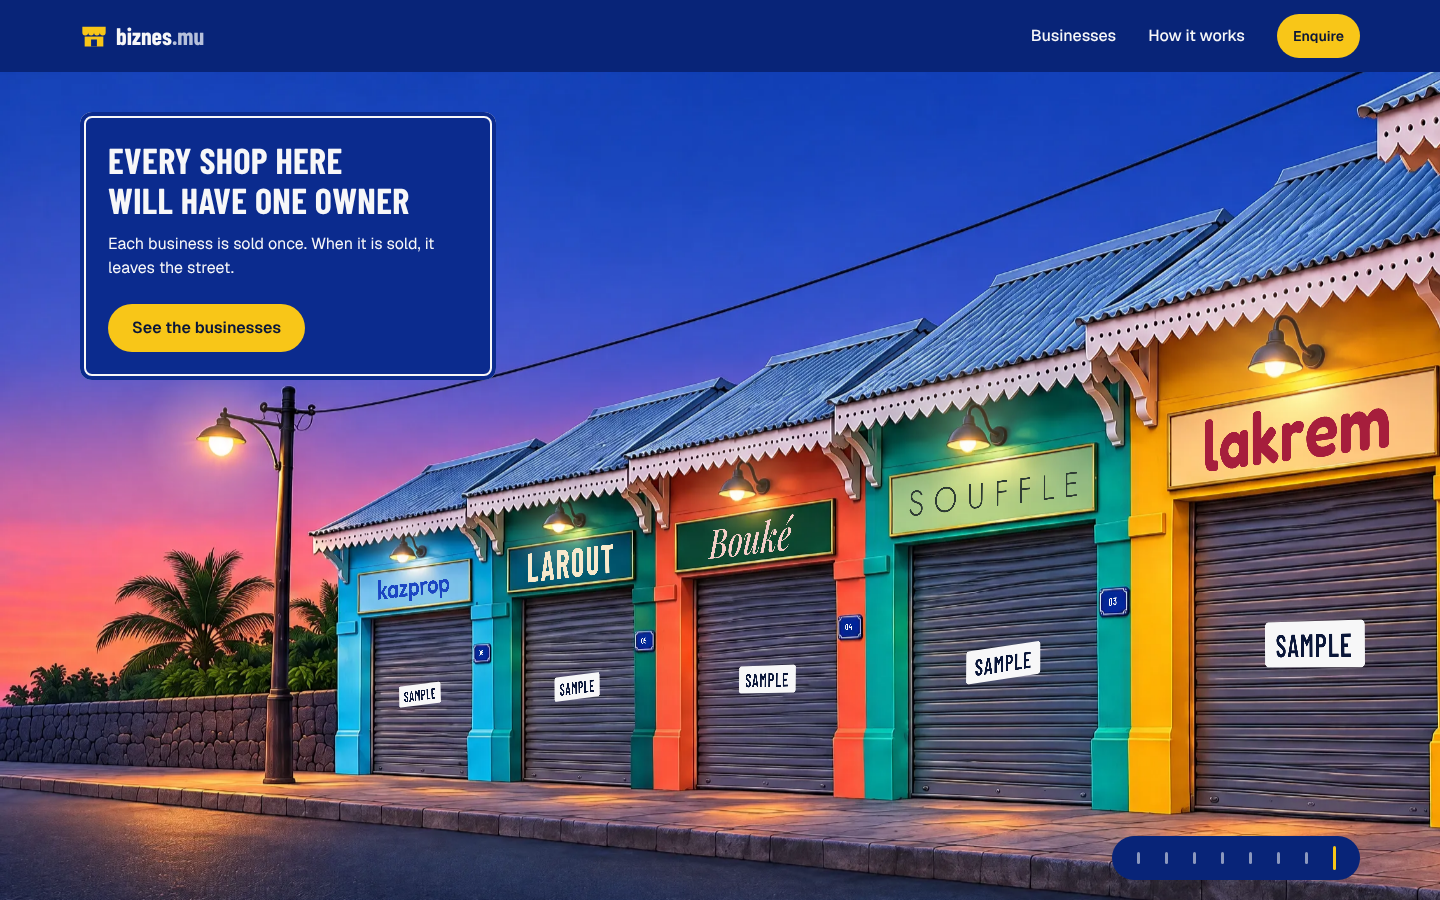 biznes.mu
Businesses
How it works
Enquire
EVERY SHOP HERE
WILL HAVE ONE OWNER
Each business is sold once. When it is sold, it
leaves the street.
See the businesses
kazprop
LAROUT
Bouké
SOUFFLE
lakrem
05
04
03
SAMPLE
SAMPLE
SAMPLE
SAMPLE
SAMPLE